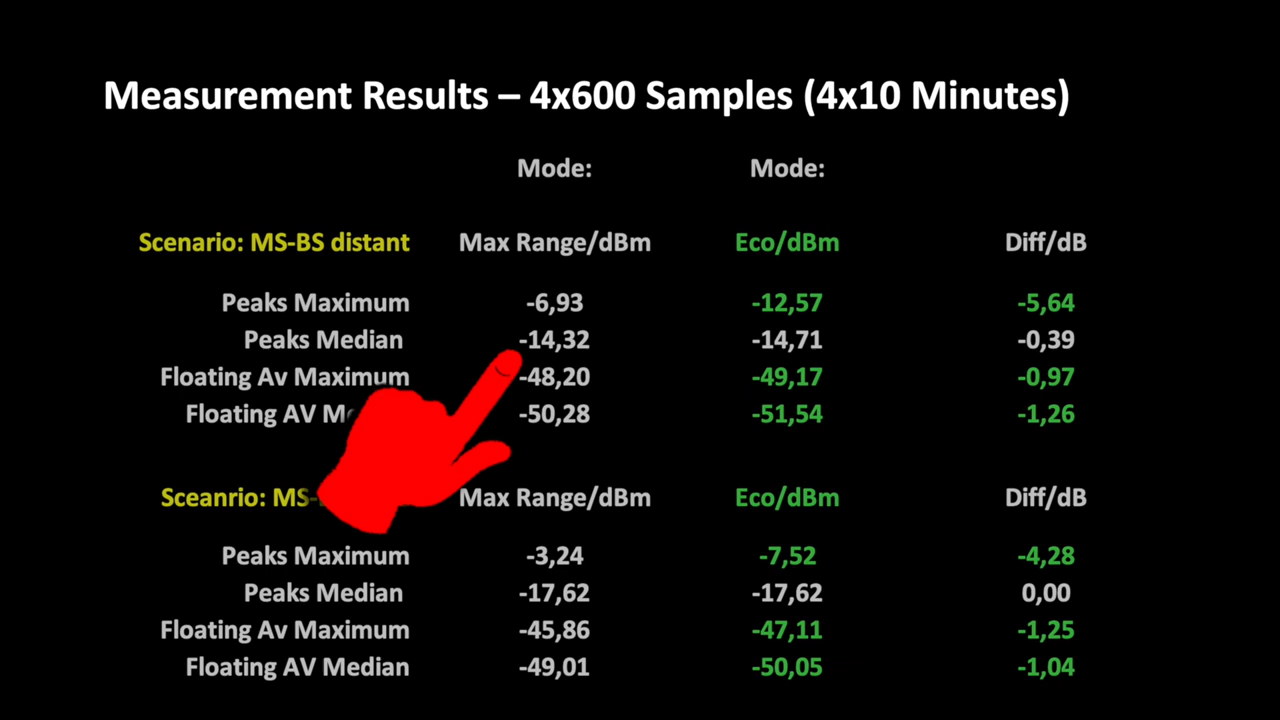 Measurement Results – 4x600 Samples (4x10 Minutes)
Mode: Mode:
Scenario: MS-BS distant Max Range/dBm Eco/dBm Diff/dB
Peaks Maximum -6,93 -12,57 -5,64
Peaks Median -14,32 -14,71 -0,39
Floating Av Maximum -48,20 -49,17 -0,97
Floating AV -50,28 -51,54 -1,26
Sceanrio: MS- Max Range/dBm Eco/dBm Diff/dB
Peaks Maximum -3,24 -7,52 -4,28
Peaks Median -17,62 -17,62 0,00
Floating Av Maximum -45,86 -47,11 -1,25
Floating AV Median -49,01 -50,05 -1,04